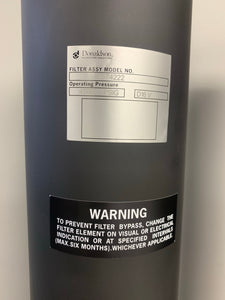 Donaldson
FILTER ASSY MODEL NO.
Operating Pressure
WARNING
TO PREVENT FILTER BYPASS, CHANGE THE
FILTER ELEMENT ON VISUAL OR ELECTRICAL
INDICATION OR AT SPECIFIED INTERVALS
(MAX.SIX MONTHS).WHICHEVER APPLICABLE.